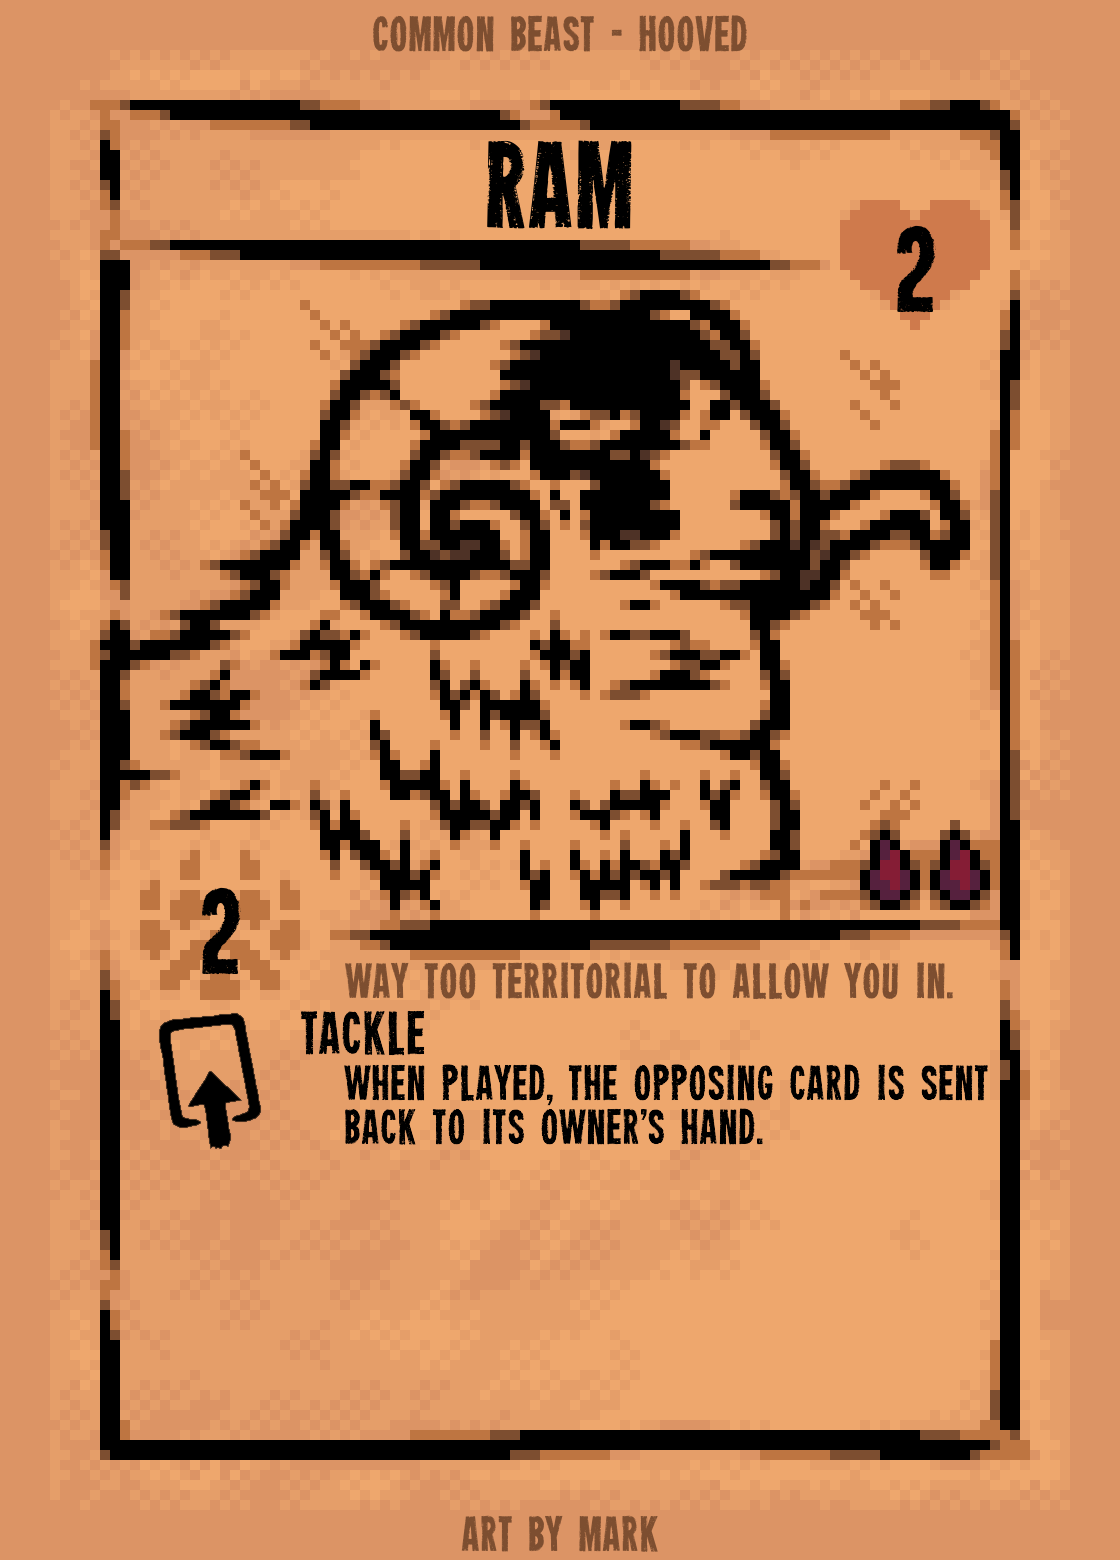 COMMON BEAST - HOOVED
RAM
2
2
WAY TOO TERRITORIAL TO ALLOW YOU IN.
TACKLE
WHEN PLAYED, THE OPPOSING CARD IS SENT
BACK TO ITS OWNER'S HAND.
ART BY MARK